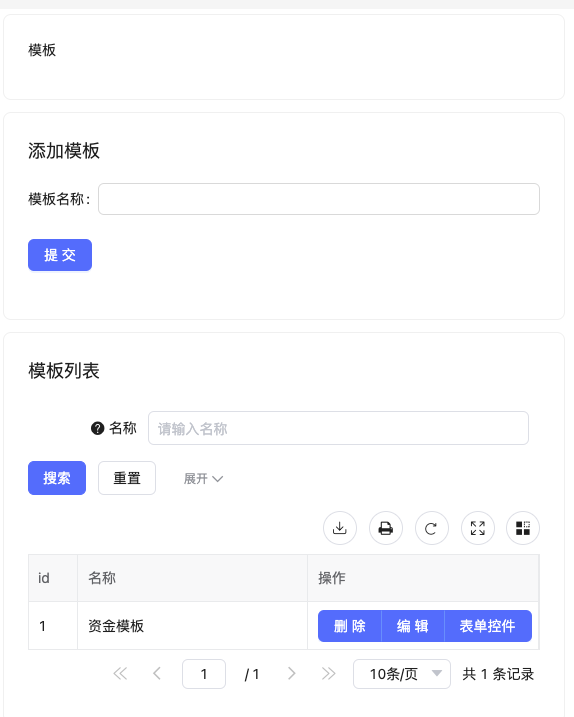 模板
添加模板
模板名称:
提 交
模板列表
? 名称 请输入名称
搜索 重置 展开
id 名称 操作
1 资金模板 删 除 编 辑 表单控件
1 / 1 10条/页 共 1 条记录